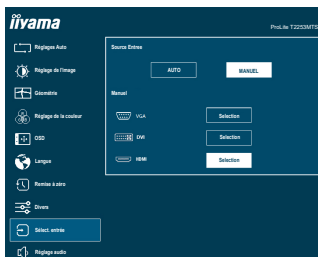 iiyama
ProLite T2253MTS
Réglages Auto
Source Entree
Réglage de l'image
AUTO
MANUEL
Géométrie
Manuel
Réglage de la couleur
VGA
Selection
OSD
DVI
Selection
Langue
HDMI
Selection
Remise à zéro
Divers
Sélect. entrée
Réglage audio